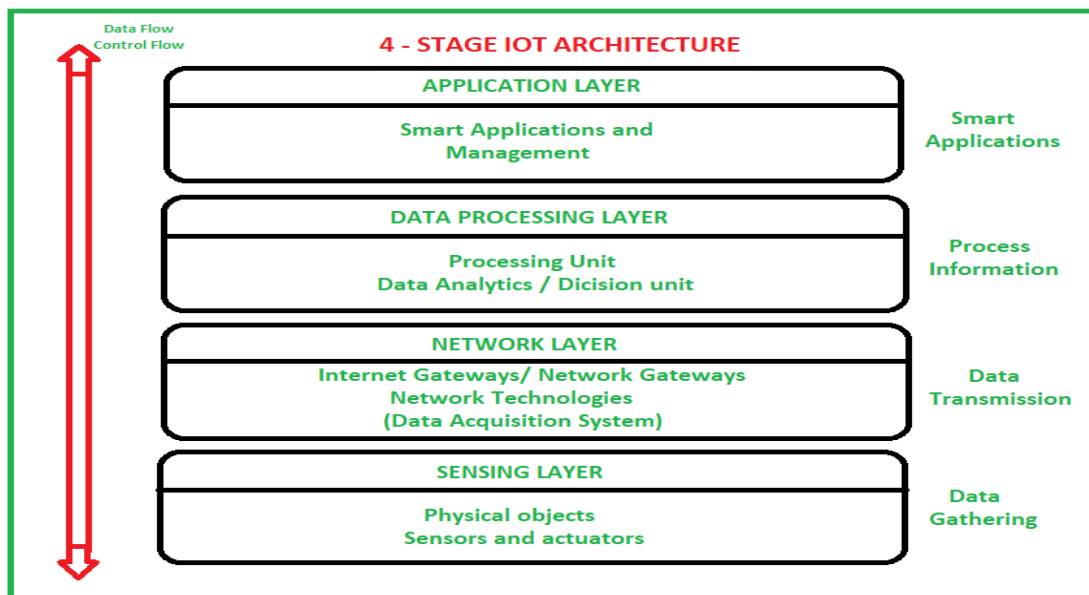 Data Flow
Control Flow
4 - STAGE IOT ARCHITECTURE
APPLICATION LAYER
Smart Applications and
Management
Smart
Applications
DATA PROCESSING LAYER
Processing Unit
Data Analytics / Dicision unit
Process
Information
NETWORK LAYER
Internet Gateways/ Network Gateways
Network Technologies
(Data Acquisition System)
Data
Transmission
SENSING LAYER
Physical objects
Sensors and actuators
Data
Gathering